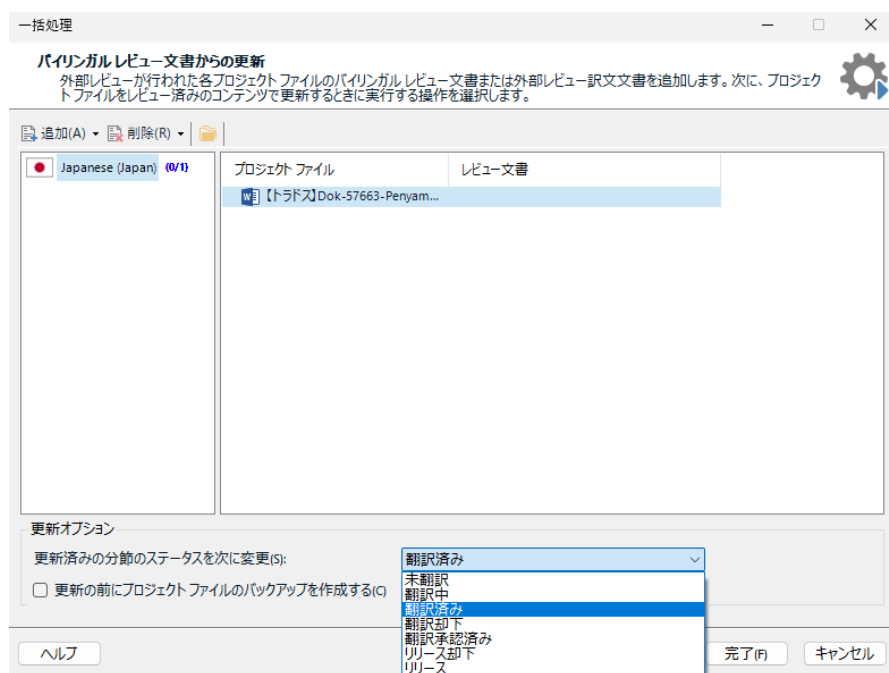 一括処理
バイリンガル レビュー文書からの更新
外部レビューが行われた各プロジェクト ファイルのバイリンガル レビュー文書または外部レビュー訳文文書を追加します。次に、プロジェク
トファイルをレビュー済みのコンテンツで更新するときに実行する操作を選択します。
追加(A) 削除(R)
Japanese (Japan) (0/1)
プロジェクト ファイル レビュー文書
【トラドス】Dok-57663-Penyam...
更新オプション
更新済みの分節のステータスを次に変更(S): 翻訳済み
未翻訳
更新の前にプロジェクト ファイルのバックアップを作成する(C) 翻訳中
翻訳済み
翻訳却下
翻訳承認済み
リリース却下
リリース
ヘルプ 完了(F) キャンセル